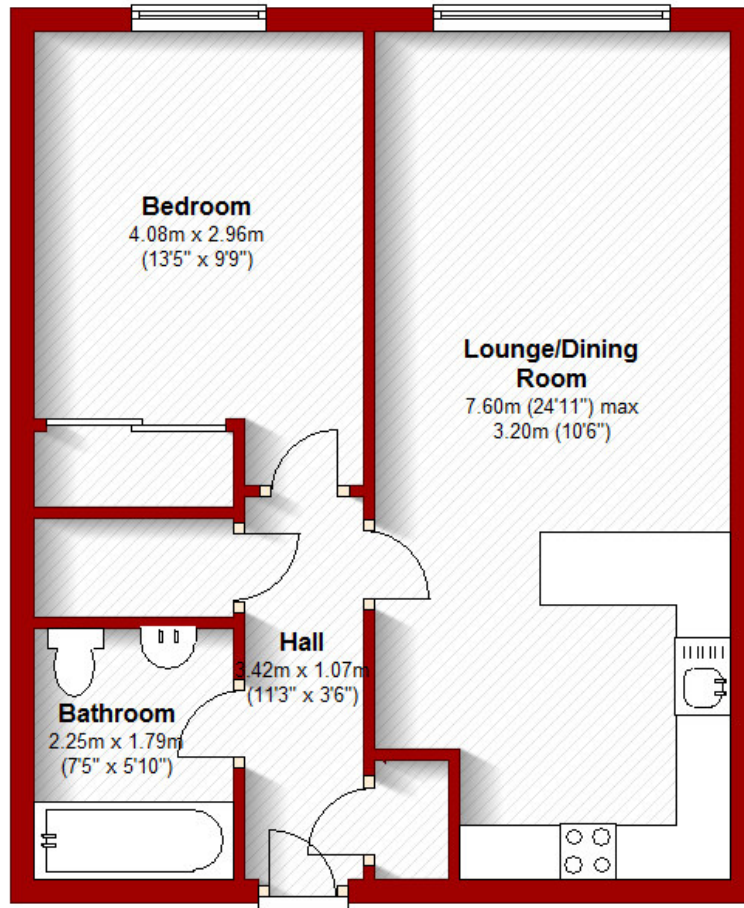 Bedroom
4.08m x 2.96m
(13'5" x 9'9")
Lounge/Dining
Room
7.60m (24'11") max
3.20m (10'6")
Hall
3.42m x 1.07m
(11'3" x 3'6")
Bathroom
2.25m x 1.79m
(7'5" x 5'10")